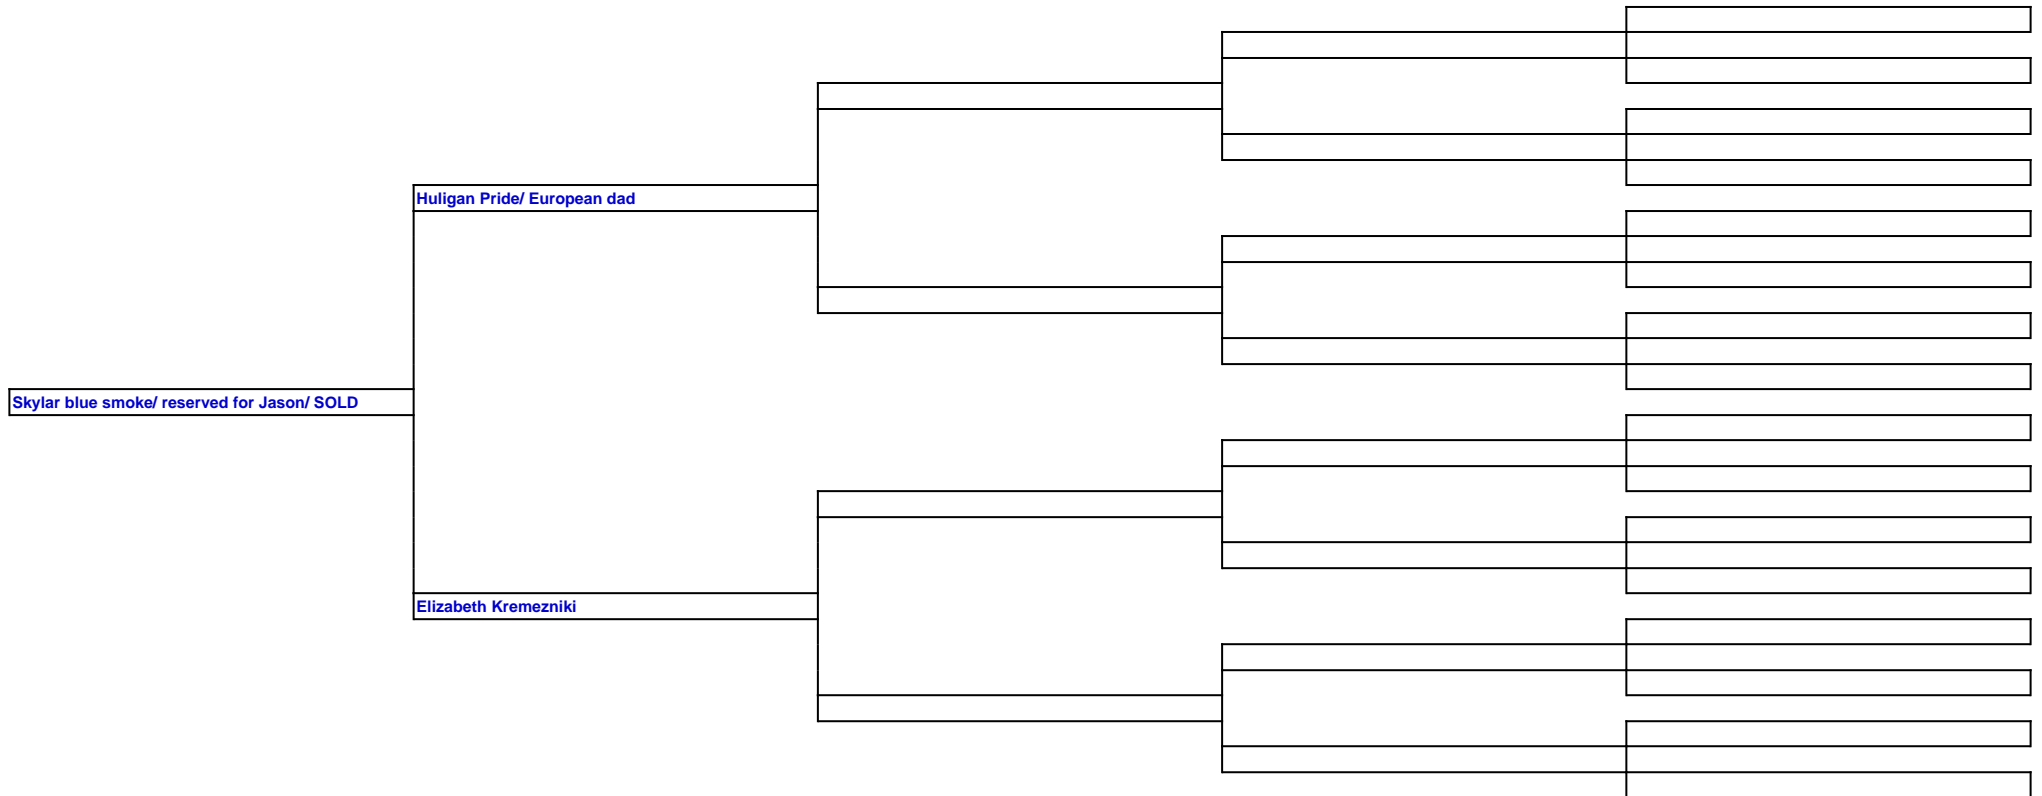 Huligan Pride/ European dad
Skylar blue smoke/ reserved for Jason/ SOLD
Elizabeth Kremezniki